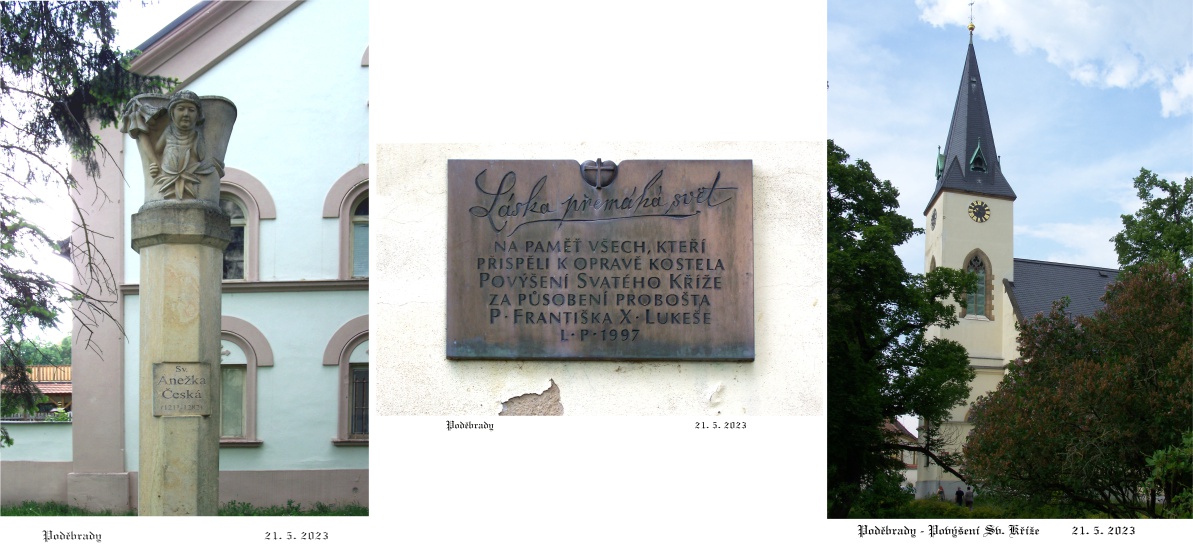 Sv.
Anežka
Česká
Poděbrady 21. 5. 2023
Láska přemáhá svět
NA PAMĚŤ VŠECH, KTEŘÍ
PŘISPĚLI K OPRAVĚ KOSTELA
POVÝŠENÍ SVATÉHO KŘÍŽE
ZA PŮSOBENÍ PROBOŠTA
P · FRANTIŠKA X · LUKEŠE
L · P · 1997
Poděbrady 21. 5. 2023
Poděbrady - Povýšení Sv. Kříže 21. 5. 2023